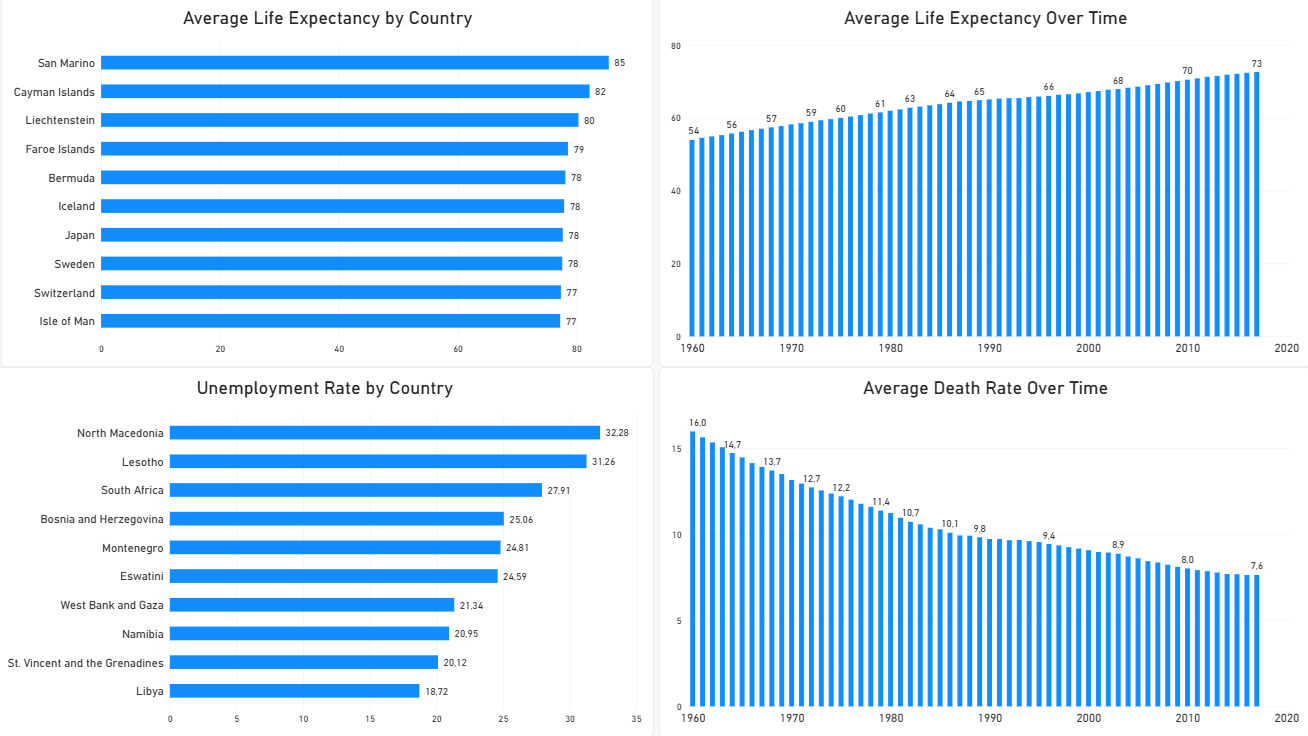 Average Life Expectancy by Country
San Marino 85
Cayman Islands 82
Liechtenstein 80
Faroe Islands 79
Bermuda 78
Iceland 78
Japan 78
Sweden 78
Switzerland 77
Isle of Man 77
0 20 40 60 80
Average Life Expectancy Over Time
80
60
40
20
0
54 56 57 59 60 61 63 64 65 66 68 70 73
1960 1970 1980 1990 2000 2010 2020
Unemployment Rate by Country
North Macedonia 32,28
Lesotho 31,26
South Africa 27,91
Bosnia and Herzegovina 25,06
Montenegro 24,81
Eswatini 24,59
West Bank and Gaza 21,34
Namibia 20,95
St. Vincent and the Grenadines 20,12
Libya 18,72
0 5 10 15 20 25 30 35
Average Death Rate Over Time
15
10
5
0
16,0 14,7 13,7 12,7 12,2 11,4 10,7 10,1 9,8 9,4 8,9 8,0 7,6
1960 1970 1980 1990 2000 2010 2020